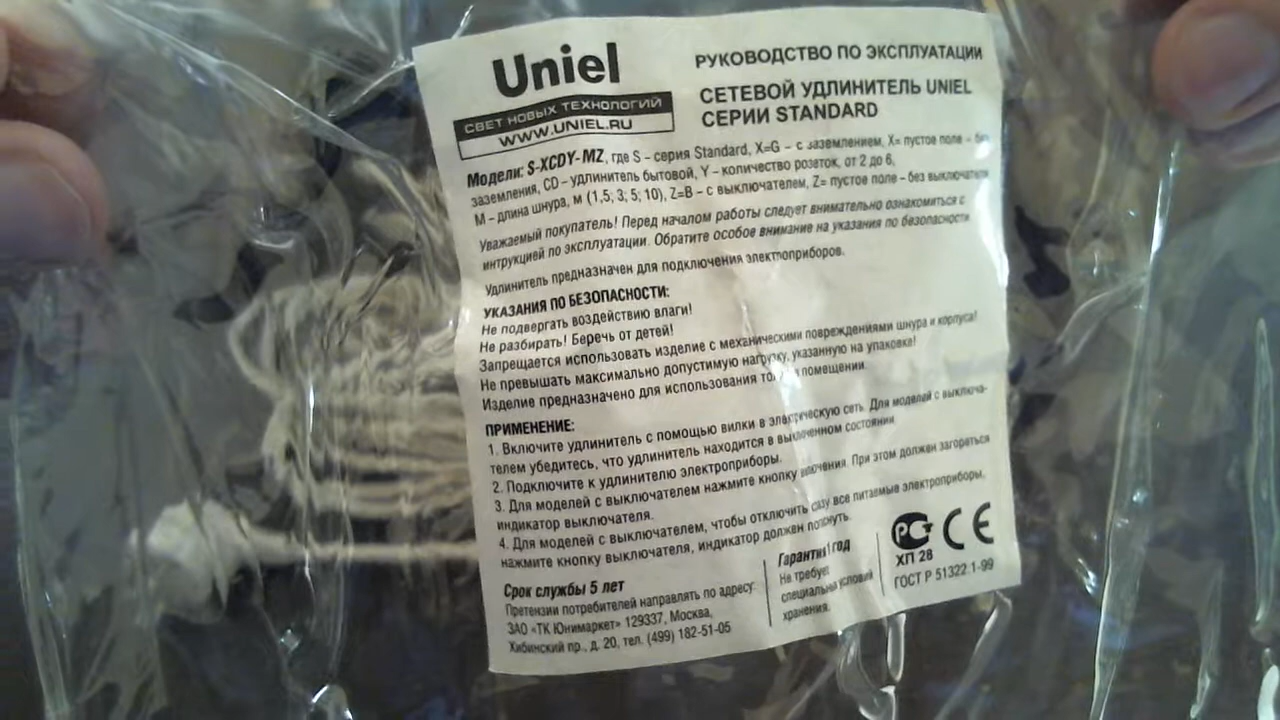 Uniel
СВЕТ НОВЫХ ТЕХНОЛОГИЙ
WWW.UNIEL.RU
РУКОВОДСТВО ПО ЭКСПЛУАТАЦИИ
СЕТЕВОЙ УДЛИНИТЕЛЬ UNIEL
СЕРИИ STANDARD
Модели: S-XCDY-MZ, где S – серия Standard, X=G – с заземлением, X= пустое поле – без
заземления, CD – удлинитель бытовой, Y – количество розеток, от 2 до 6,
M – длина шнура, м (1,5; 3; 5; 10), Z=B – с выключателем, Z= пустое поле – без выключателя
Уважаемый покупатель! Перед началом работы следует внимательно ознакомиться с
инструкцией по эксплуатации. Обратите особое внимание на указания по безопасности
Удлинитель предназначен для подключения электроприборов.
УКАЗАНИЯ ПО БЕЗОПАСНОСТИ:
Не подвергать воздействию влаги!
Не разбирать! Беречь от детей!
Запрещается использовать изделие с механическими повреждениями шнура и корпуса!
Не превышать максимально допустимую нагрузку, указанную на упаковке!
Изделие предназначено для использования помещении.
ПРИМЕНЕНИЕ:
1. Включите удлинитель с помощью вилки в электрическую сеть. Для моделей с выключа-
телем убедитесь, что удлинитель находится в выключенном состоянии.
2. Подключите к удлинителю электроприборы.
3. Для моделей с выключателем нажмите кнопку включения. При этом должен загореться
индикатор выключателя.
4. Для моделей с выключателем, чтобы отключить сразу все питаемые электроприборы,
нажмите кнопку выключателя, индикатор должен погаснуть.
Срок службы 5 лет
Претензии потребителей направлять по адресу:
ЗАО «ТК Юнимаркет» 129337, Москва,
Хибинский пр., д. 20, тел. (499) 182-51-05
Гарантия 1 год
Не требует
специальных условий
хранения.
РСТ CE
ХП 28
ГОСТ Р 51322.1-99